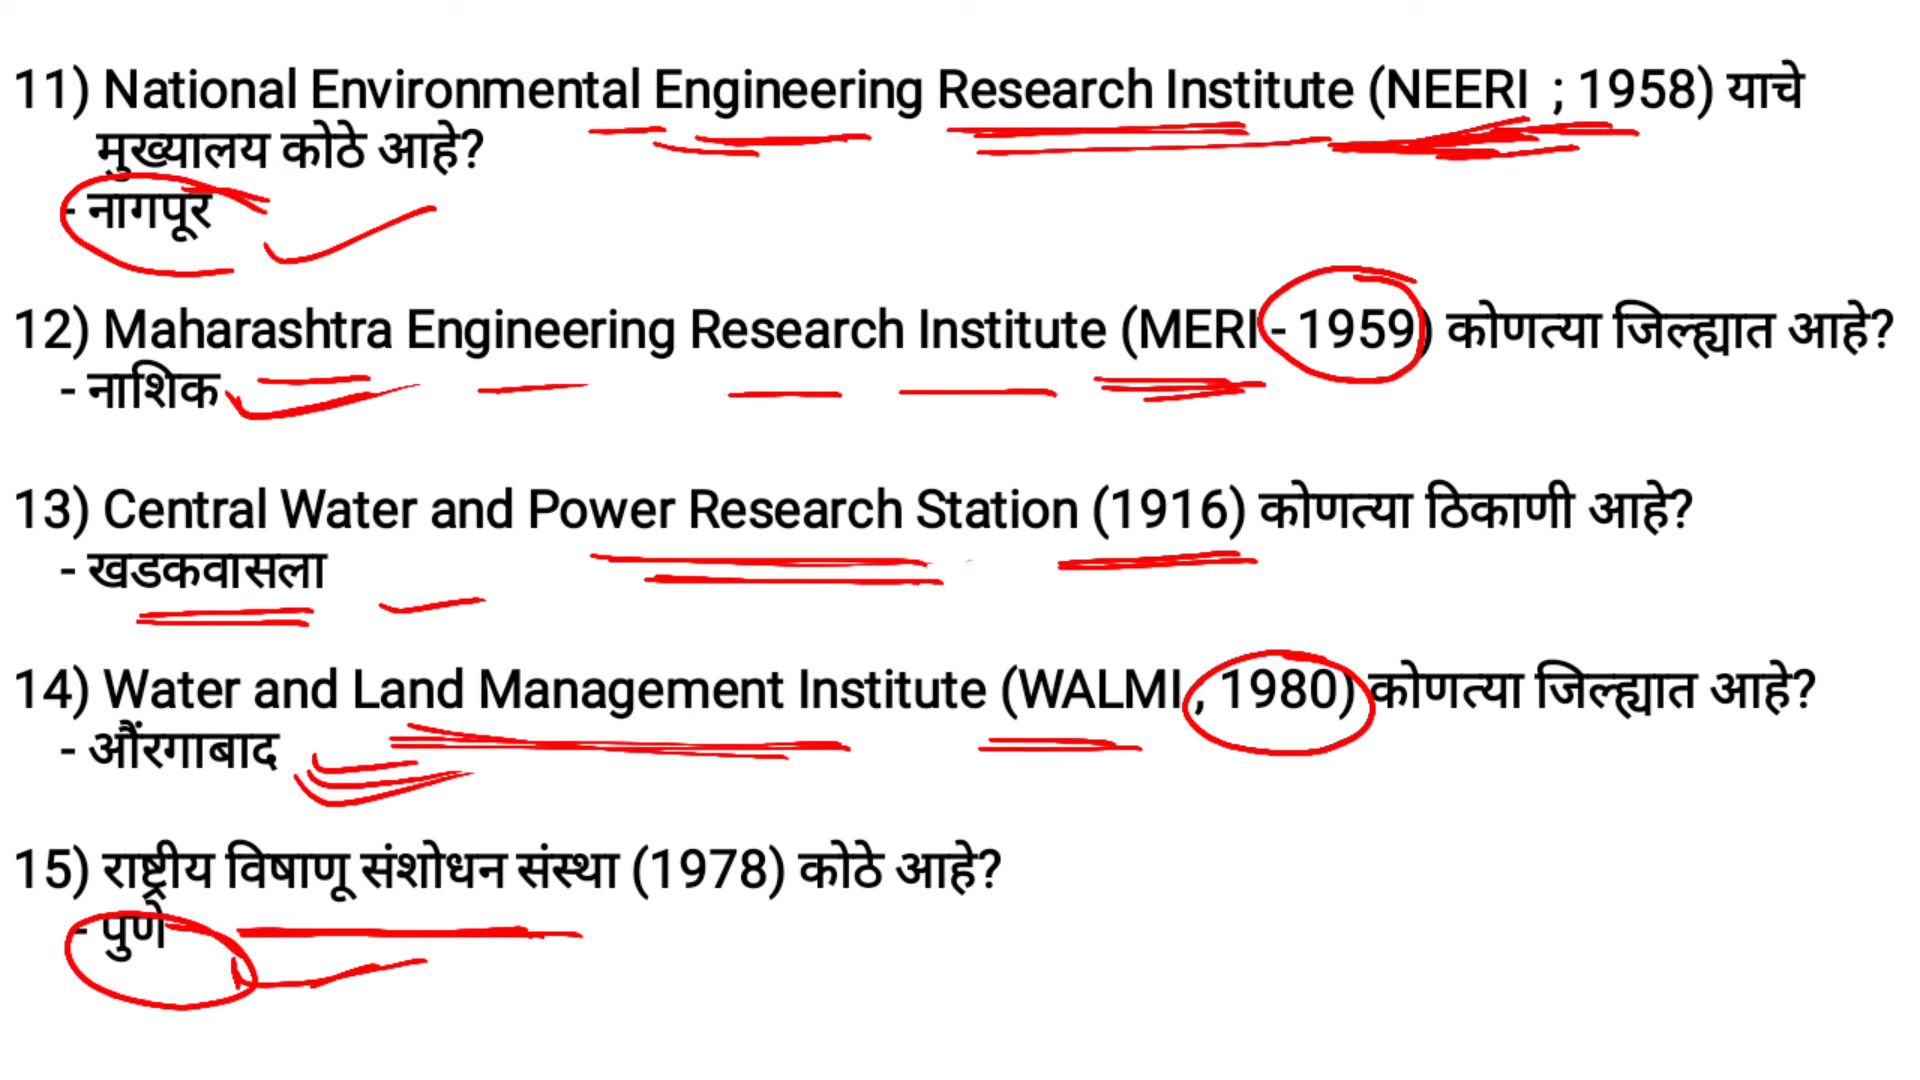 11) National Environmental Engineering Research Institute (NEERI ; 1958) याचे
मुख्यालय कोठे आहे?
- नागपूर
12) Maharashtra Engineering Research Institute (MERI - 1959) कोणत्या जिल्ह्यात आहे?
- नाशिक
13) Central Water and Power Research Station (1916) कोणत्या ठिकाणी आहे?
- खडकवासला
14) Water and Land Management Institute (WALMI , 1980) कोणत्या जिल्ह्यात आहे?
- औंरगाबाद
15) राष्ट्रीय विषाणू संशोधन संस्था (1978) कोठे आहे?
- पुणे